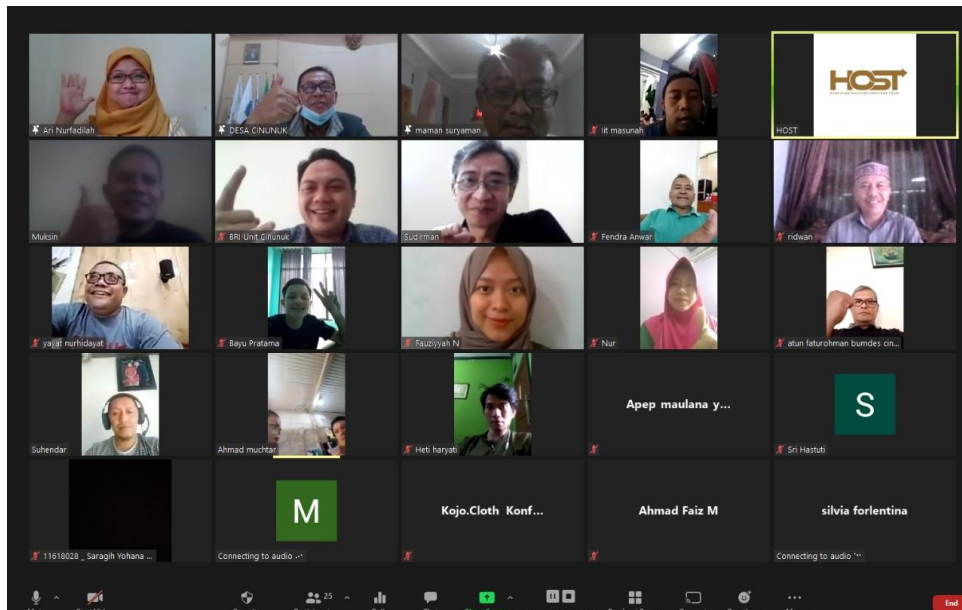 Ari Nurfadilah
DESA CINUNUK
maman suryaman
Iit masunah
HOST
HOST
Muksin
BRI Unit Cinunuk
Sudirman
Fendra Anwar
ridwan
yayat nurhidayat
Bayu Pratama
Fauziyyah N
Nur
atun faturohman bumdes cin...
Suhendar
Ahmad muchtar
Heti haryati
Apep maulana y...
S
Sri Hastuti
11618028 _ Saragih Yohana ...
M
Connecting to audio
Kojo.Cloth Konf...
Ahmad Faiz M
silvia forlentina
Connecting to audio
25
End